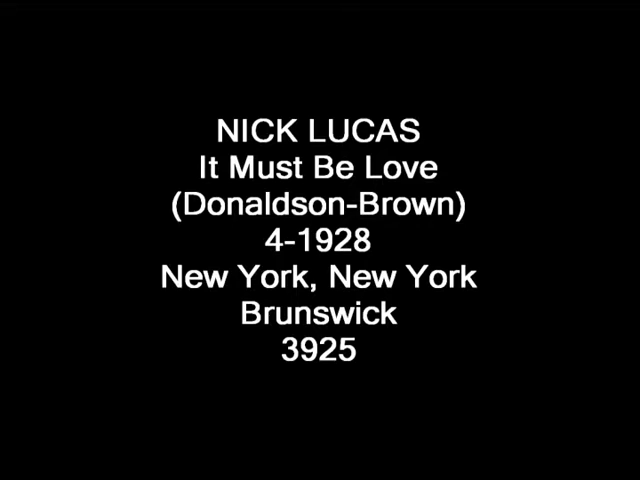 NICK LUCAS
It Must Be Love
(Donaldson-Brown)
4-1928
New York, New York
Brunswick
3925